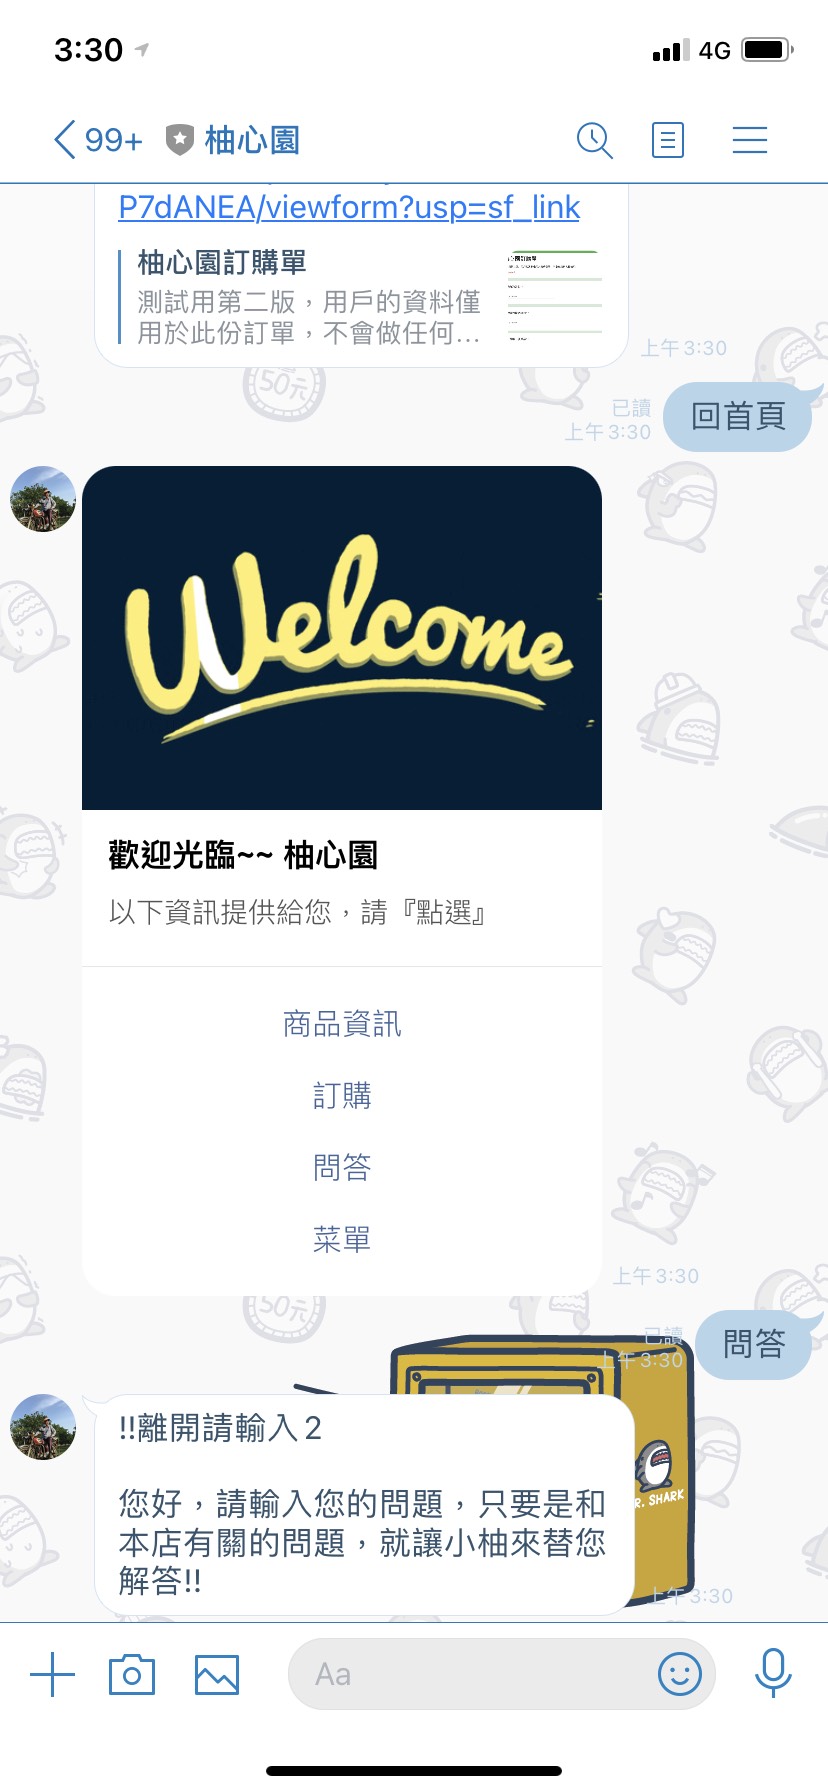 3:30
4G
99+
柚心園
P7dANEA/viewform?usp=sf_link
柚心園訂購單
測試用第二版，用戶的資料僅
用於此份訂單，不會做任何...
上午 3:30
已讀
上午 3:30
回首頁
50元
Welcome
歡迎光臨~~ 柚心園
以下資訊提供給您，請『點選』
商品資訊
訂購
問答
菜單
上午 3:30
50元
已讀
上午 3:30
問答
!!離開請輸入2
您好，請輸入您的問題，只要是和
本店有關的問題，就讓小柚來替您
解答!!
R. SHARK
上午 3:30
Aa